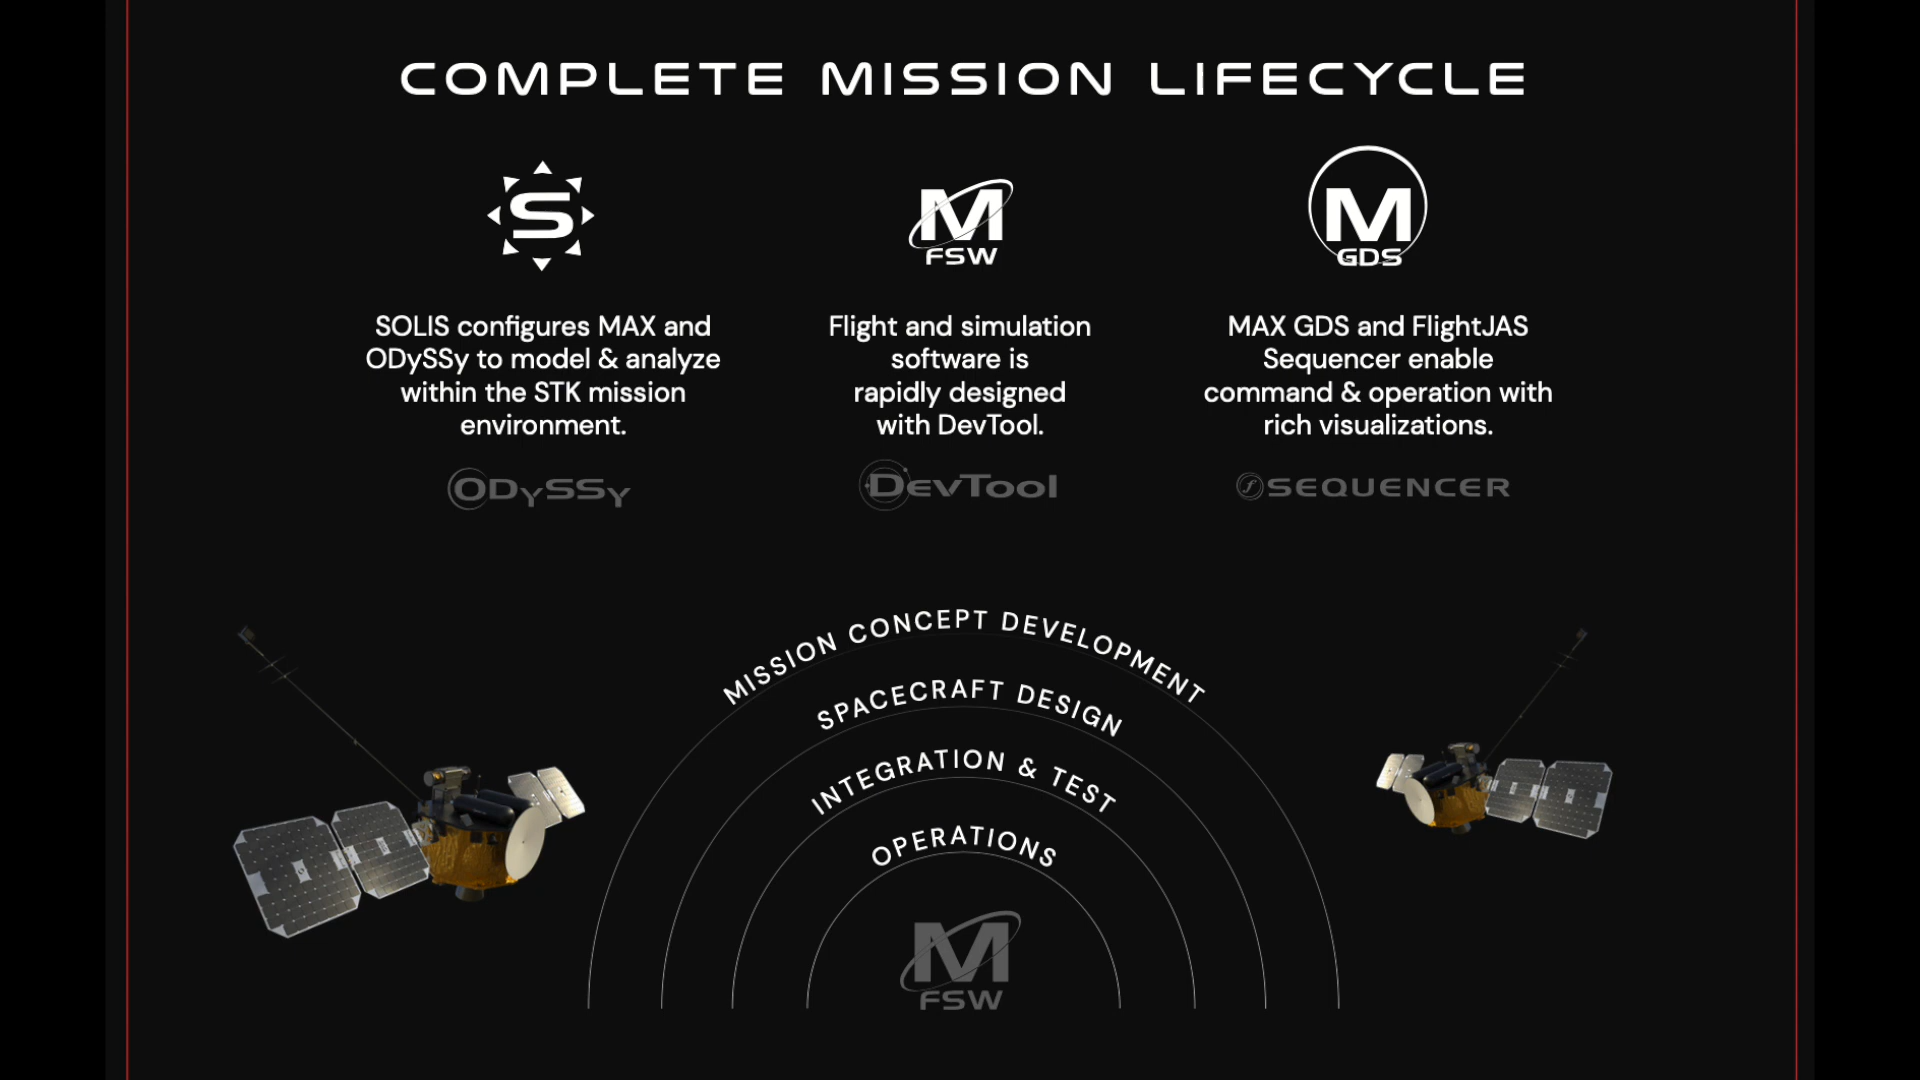 COMPLETE MISSION LIFECYCLE
S
SOLIS configures MAX and
ODySSy to model & analyze
within the STK mission
environment.
ODySSy
M
FSW
Flight and simulation
software is
rapidly designed
with DevTool.
DevTool
M
GDS
MAX GDS and FlightJAS
Sequencer enable
command & operation with
rich visualizations.
f SEQUENCER
MISSION CONCEPT DEVELOPMENT
SPACECRAFT DESIGN
INTEGRATION & TEST
OPERATIONS
M
FSW